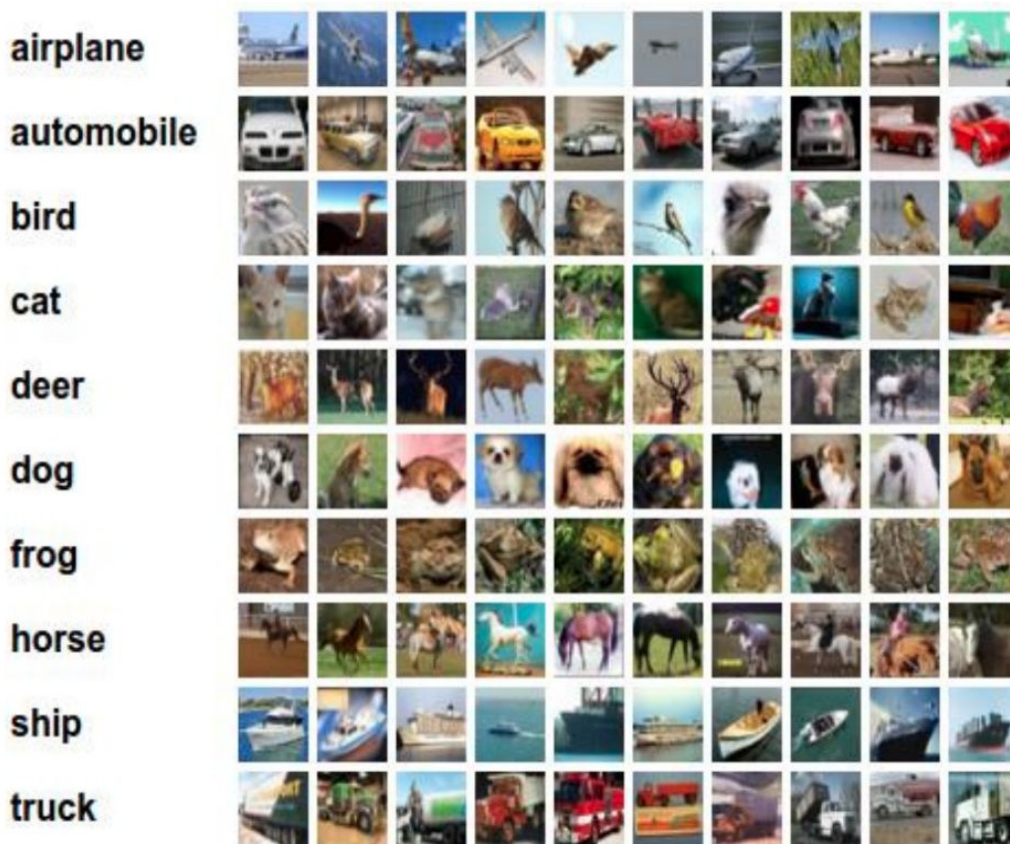 airplane
automobile
bird
cat
deer
dog
frog
horse
ship
truck